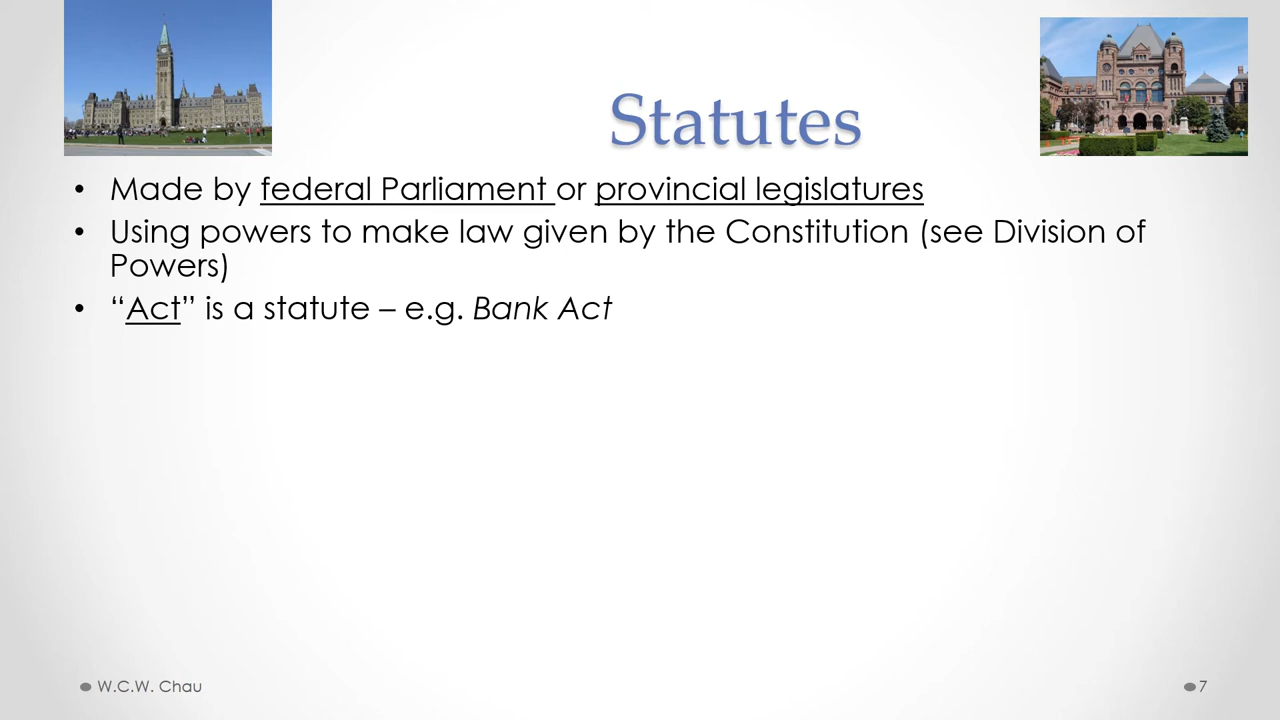 Statutes
• Made by federal Parliament or provincial legislatures
• Using powers to make law given by the Constitution (see Division of
Powers)
• “Act” is a statute – e.g. Bank Act
W.C.W. Chau
7